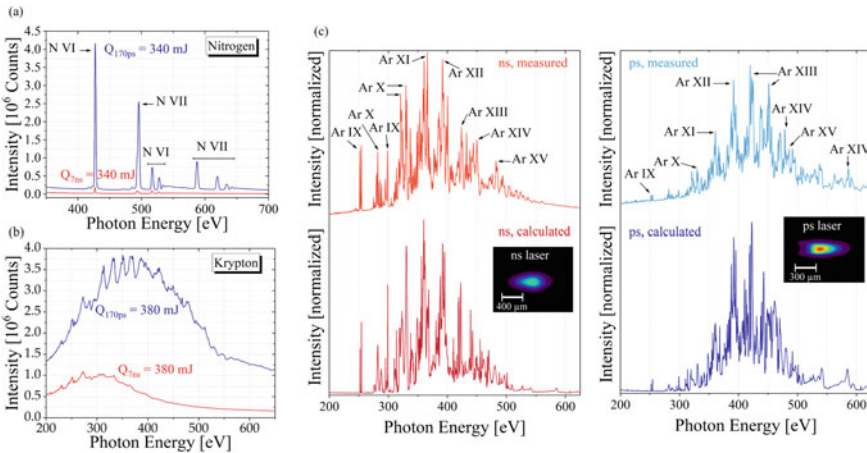 (a)
4.5
4.0
3.5
3.0
2.5
2.0
1.5
1.0
0.5
0.0
Intensity [10⁶ Counts]
N VI
Q170ps = 340 mJ
Nitrogen
N VII
N VI
N VII
Q7ns = 340 mJ
400 500 600 700
Photon Energy [eV]
(b)
4.0
3.5
3.0
2.5
2.0
1.5
1.0
0.5
0.0
Intensity [10⁶ Counts]
Krypton
Q170ps = 380 mJ
Q7ns = 380 mJ
200 300 400 500 600 700
Photon Energy [eV]
(c)
Intensity [normalized]
ns, measured
Ar XI
Ar XII
Ar X
Ar X
Ar IX
Ar IX
Ar XIII
Ar XIV
Ar XV
Intensity [normalized]
ns, calculated
ns laser
400 µm
200 300 400 500 600
Photon Energy [eV]
Intensity [normalized]
ps, measured
Ar XIII
Ar XII
Ar XIV
Ar XI
Ar XV
Ar X
Ar XIV
Ar IX
Intensity [normalized]
ps, calculated
ps laser
300 µm
200 300 400 500 600
Photon Energy [eV]